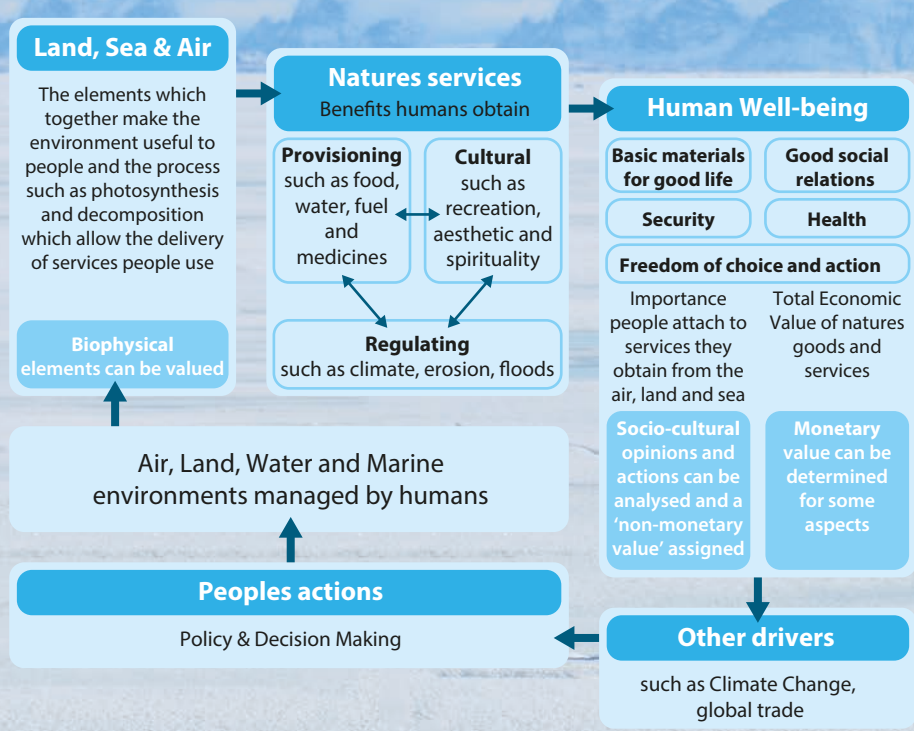 Land, Sea & Air
The elements which
together make the
environment useful to
people and the process
such as photosynthesis
and decomposition
which allow the delivery
of services people use
Biophysical
elements can be valued
Natures services
Benefits humans obtain
Provisioning
such as food,
water, fuel
and
medicines
Cultural
such as
recreation,
aesthetic and
spirituality
Regulating
such as climate, erosion, floods
Human Well-being
Basic materials
for good life
Good social
relations
Security
Health
Freedom of choice and action
Importance
people attach to
services they
obtain from the
air, land and sea
Total Economic
Value of natures
goods and
services
Socio-cultural
opinions and
actions can be
analysed and a
‘non-monetary
value’ assigned
Monetary
value can be
determined
for some
aspects
Other drivers
such as Climate Change,
global trade
Peoples actions
Policy & Decision Making
Air, Land, Water and Marine
environments managed by humans